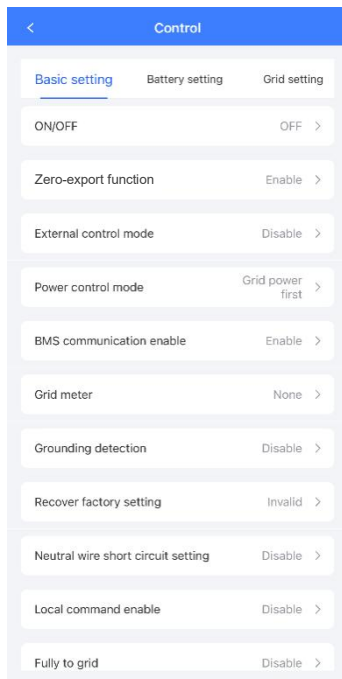 Control
Basic setting Battery setting Grid setting
ON/OFF OFF
Zero-export function Enable
External control mode Disable
Power control mode Grid power
first
BMS communication enable Enable
Grid meter None
Grounding detection Disable
Recover factory setting Invalid
Neutral wire short circuit setting Disable
Local command enable Disable
Fully to grid Disable